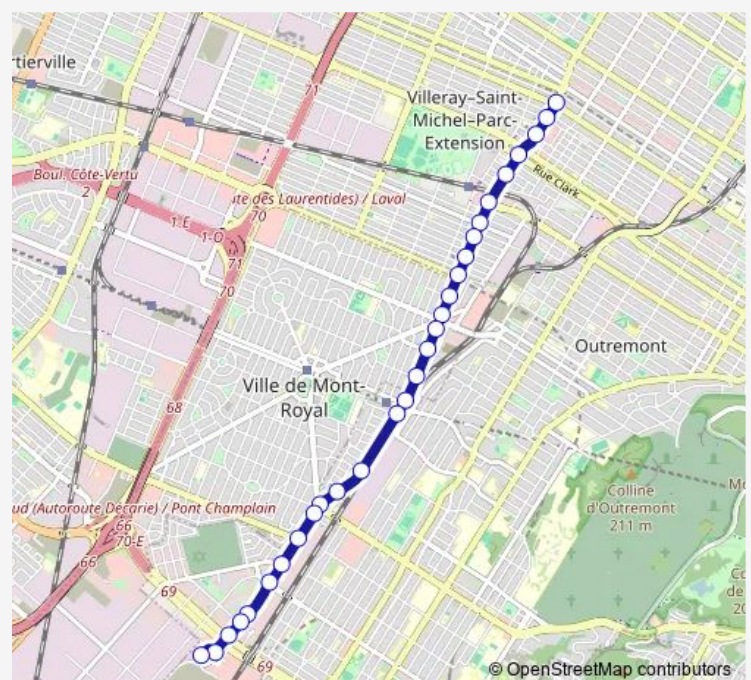 rtierville
71
Villeray–Saint-
Michel–Parc-
Extension
Rue Clark
Boul. Côte-Vertu
2
te des Laurentides) / Laval
70
1-E
1-O
71
70
Outremont
Ville de Mont-
Royal
68
Colline
d'Outremont
211 m
ud (Autoroute Décarie) / Pont Champlain
66
70-E
66
69
69
© OpenStreetMap contributors